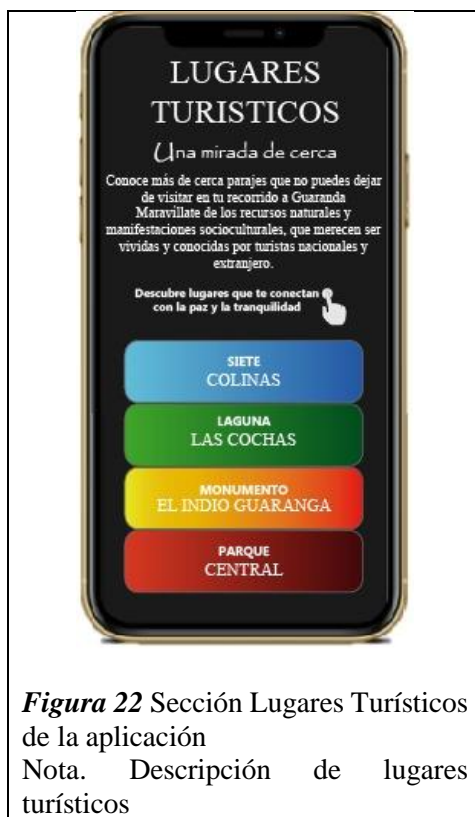 LUGARES
TURISTICOS
Una mirada de cerca
Conoce más de cerca parajes que no puedes dejar
de visitar en tu recorrido a Guaranda
Maravillate de los recursos naturales y
manifestaciones socioculturales, que merecen ser
vividas y conocidas por turistas nacionales y
extranjero.
Descubre lugares que te conectan
con la paz y la tranquilidad
SIETE
COLINAS
LAGUNA
LAS COCHAS
MONUMENTO
EL INDIO GUARANGA
PARQUE
CENTRAL
Figura 22 Sección Lugares Turísticos
de la aplicación
Nota. Descripción de lugares
turísticos